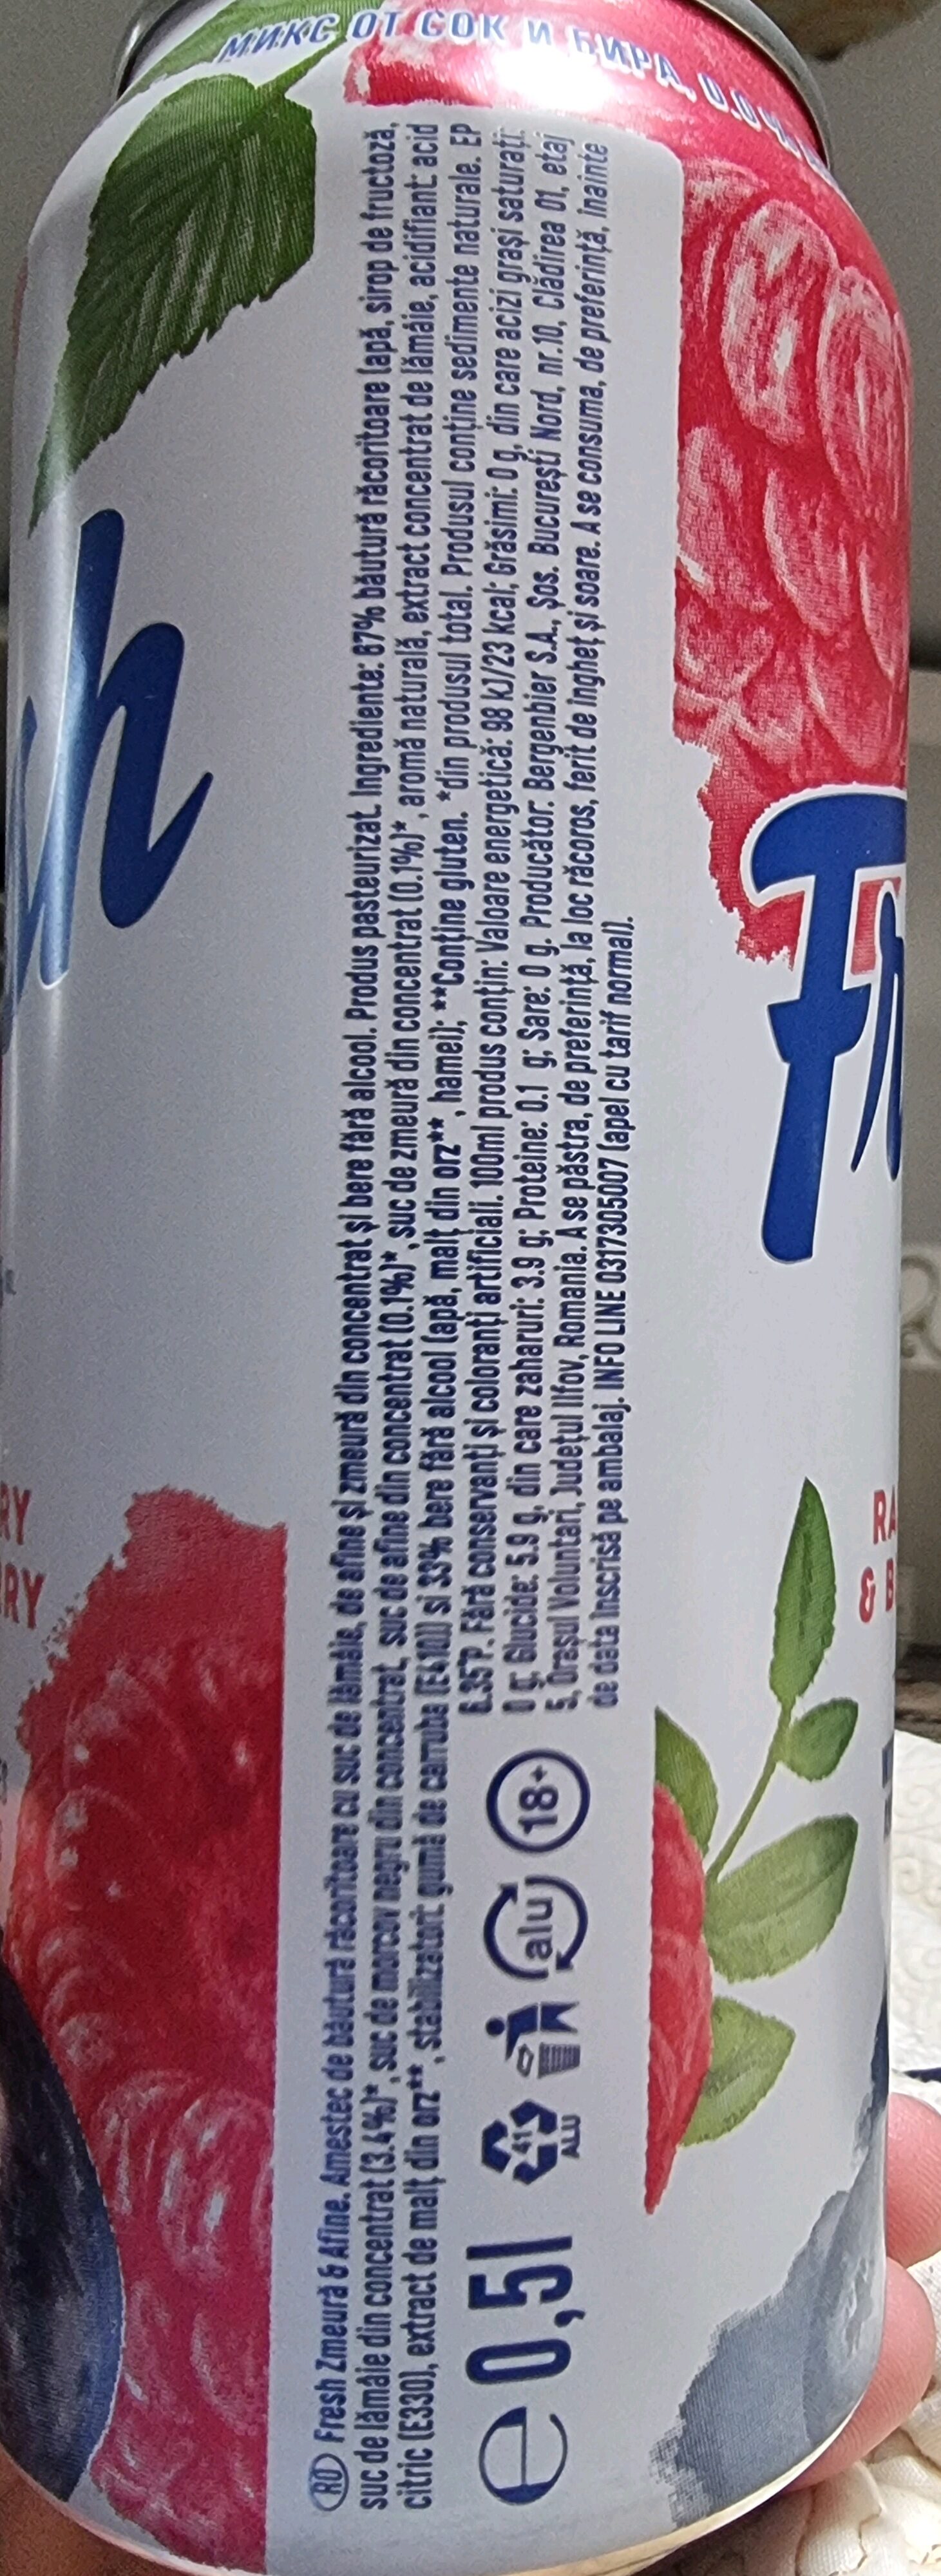 МИКС ОТ СОК И БИРА, 0.0%
sh
RY
RRY
RO Fresh Zmeură & Afine. Amestec de băutură răcoritoare cu suc de lămâie, de afine și zmeură din concentrat și bere fără alcool. Produs pasteurizat. Ingrediente: 67% băutură răcoritoare (apă, sirop de fructoză,
suc de lămâie din concentrat (3.4%)*, suc de morcov negru din concentrat, suc de afine din concentrat (0.1%)*, suc de zmeură din concentrat (0.1%)*, aromă naturală, extract concentrat de lămâie, acidifiant: acid
citric (E330), extract de malț din orz**, stabilizator: gumă de carruba (E410)) si 33% bere fără alcool (apă, malț din orz**, hamei); **Conține gluten. *din produsul total. Produsul conține sedimente naturale. EP
6.35°P. Fără conservanți și coloranți artificiali. 100ml produs conțin: Valoare energetică: 98 kJ/23 kcal; Grăsimi: 0 g, din care acizi grași saturați:
0 g; Glucide: 5.9 g, din care zaharuri: 3.9 g; Proteine: 0.1 g; Sare: 0 g. Producător: Bergenbier S.A., Șos. București Nord, nr.10, Clădirea O1, etaj
5, Orașul Voluntari, Județul Ilfov, Romania. A se păstra, de preferință, la loc răcoros, ferit de îngheț și soare. A se consuma, de preferință, înainte
de data înscrisă pe ambalaj. INFO LINE 0317305007 (apel cu tarif normal).
e 0,5l
41
ALU
alu
18+
Fr
RA
& B